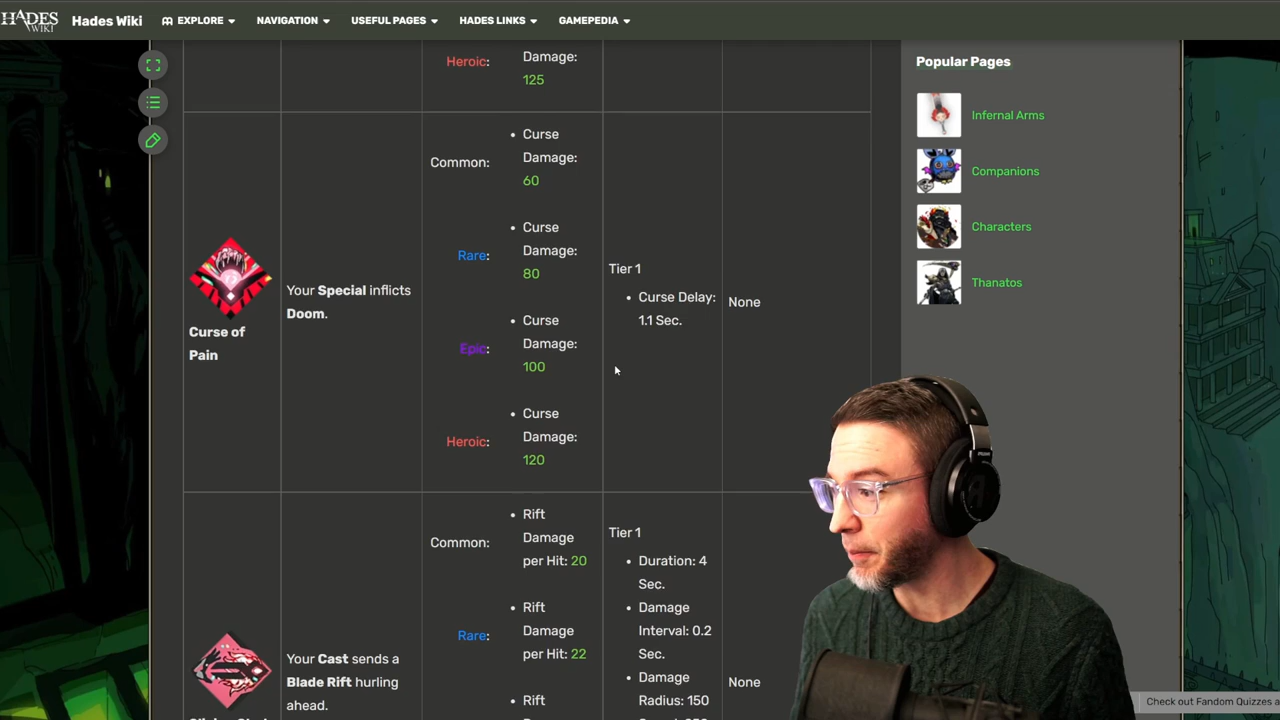 HADES
WIKI
Hades Wiki
EXPLORE
NAVIGATION
USEFUL PAGES
HADES LINKS
GAMEPEDIA
Heroic:
Damage:
125
Curse of
Pain
Your Special inflicts
Doom.
Common:
• Curse
Damage:
60
Rare:
• Curse
Damage:
80
Epic:
• Curse
Damage:
100
Heroic:
• Curse
Damage:
120
Tier 1
• Curse Delay:
1.1 Sec.
None
Your Cast sends a
Blade Rift hurling
ahead.
Common:
• Rift
Damage
per Hit: 20
Rare:
• Rift
Damage
per Hit: 22
• Rift
Tier 1
• Duration: 4
Sec.
• Damage
Interval: 0.2
Sec.
• Damage
Radius: 150
None
Popular Pages
Infernal Arms
Companions
Characters
Thanatos
Check out Fandom Quizzes a